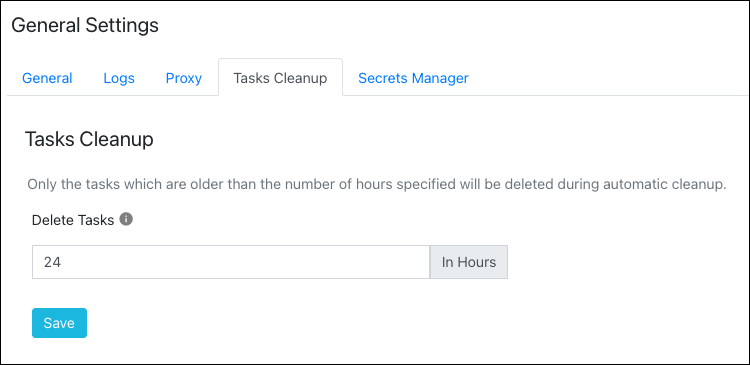 General Settings
General Logs Proxy Tasks Cleanup Secrets Manager
Tasks Cleanup
Only the tasks which are older than the number of hours specified will be deleted during automatic cleanup.
Delete Tasks
24 In Hours
Save